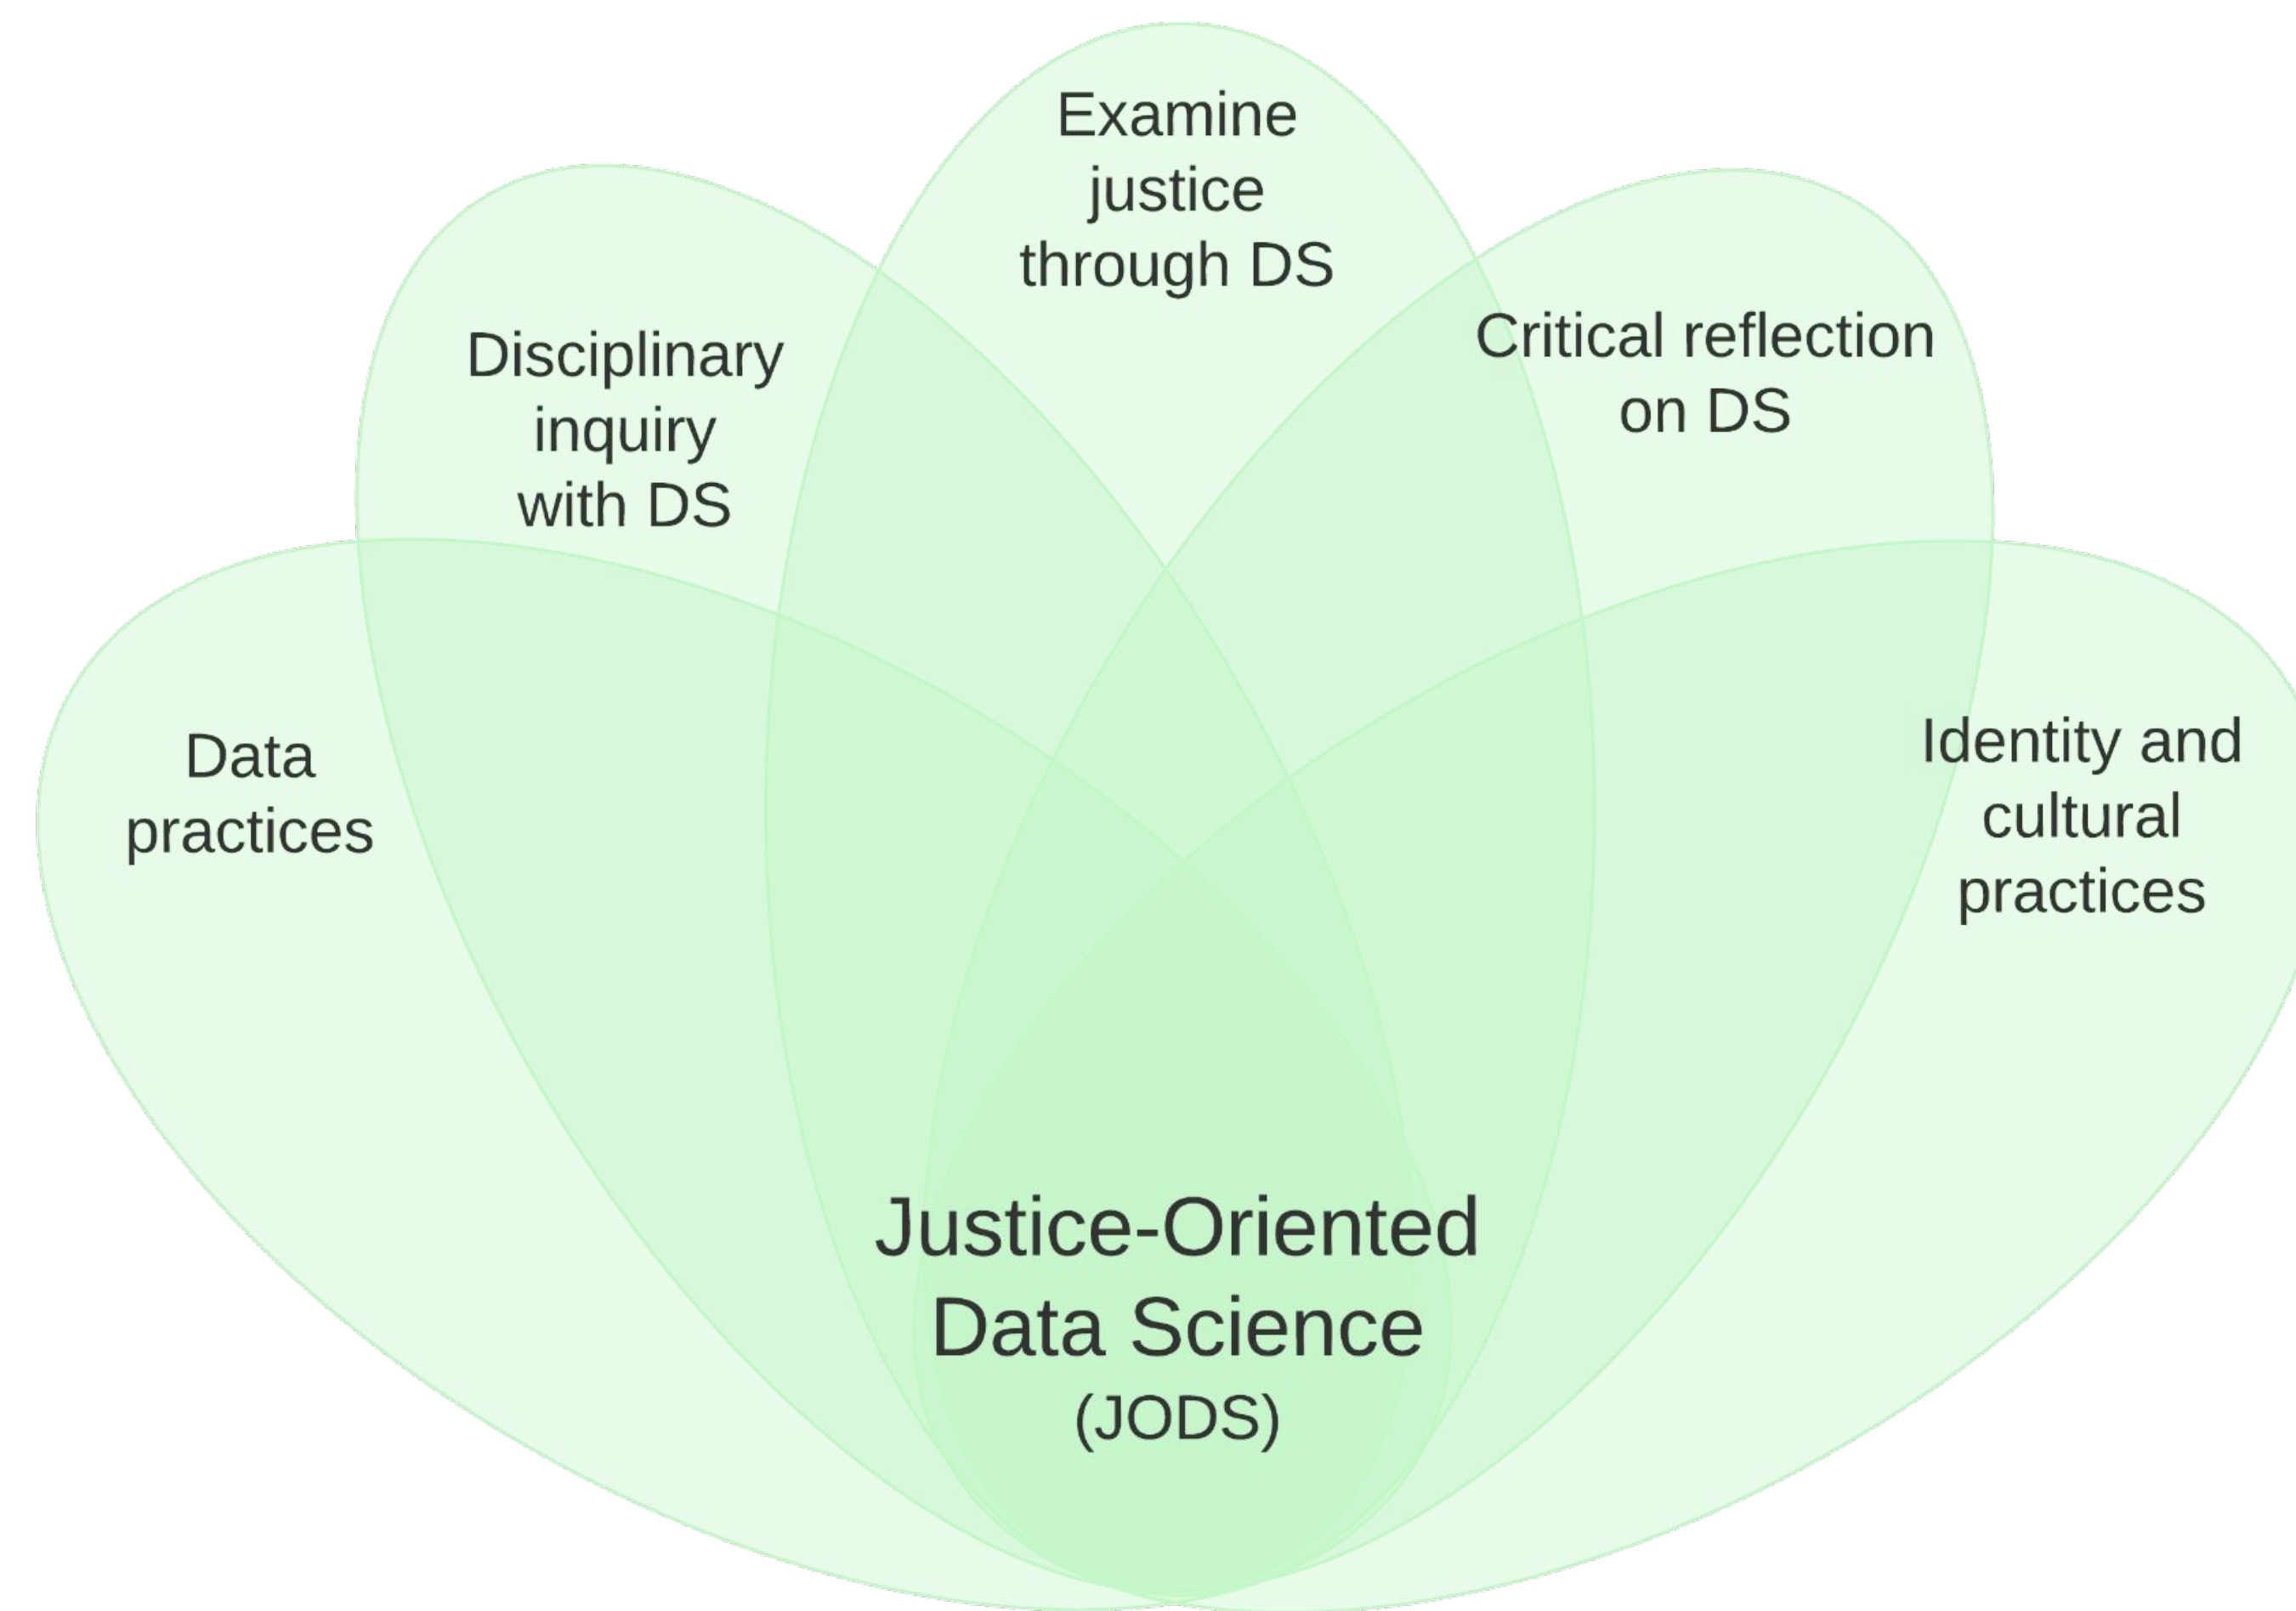 Examine
justice
through DS
Disciplinary
inquiry
with DS
Critical reflection
on DS
Data
practices
Identity and
cultural
practices
Justice-Oriented
Data Science
(JODS)